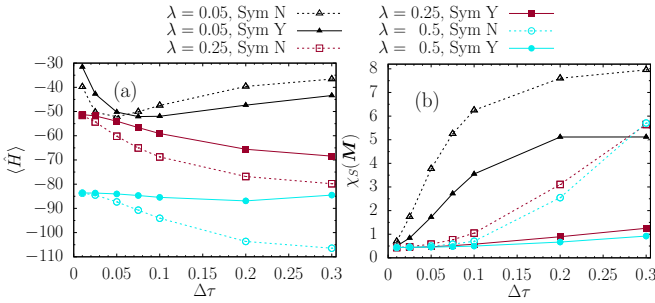 λ = 0.05, Sym N
λ = 0.05, Sym Y
λ = 0.25, Sym N
λ = 0.25, Sym Y
λ = 0.5, Sym N
λ = 0.5, Sym Y
(a)
⟨Ĥ⟩
−30
−40
−50
−60
−70
−80
−90
−100
−110
0 0.05 0.1 0.15 0.2 0.25 0.3
Δτ
(b)
χS(M)
8
7
6
5
4
3
2
1
0
0 0.05 0.1 0.15 0.2 0.25 0.3
Δτ